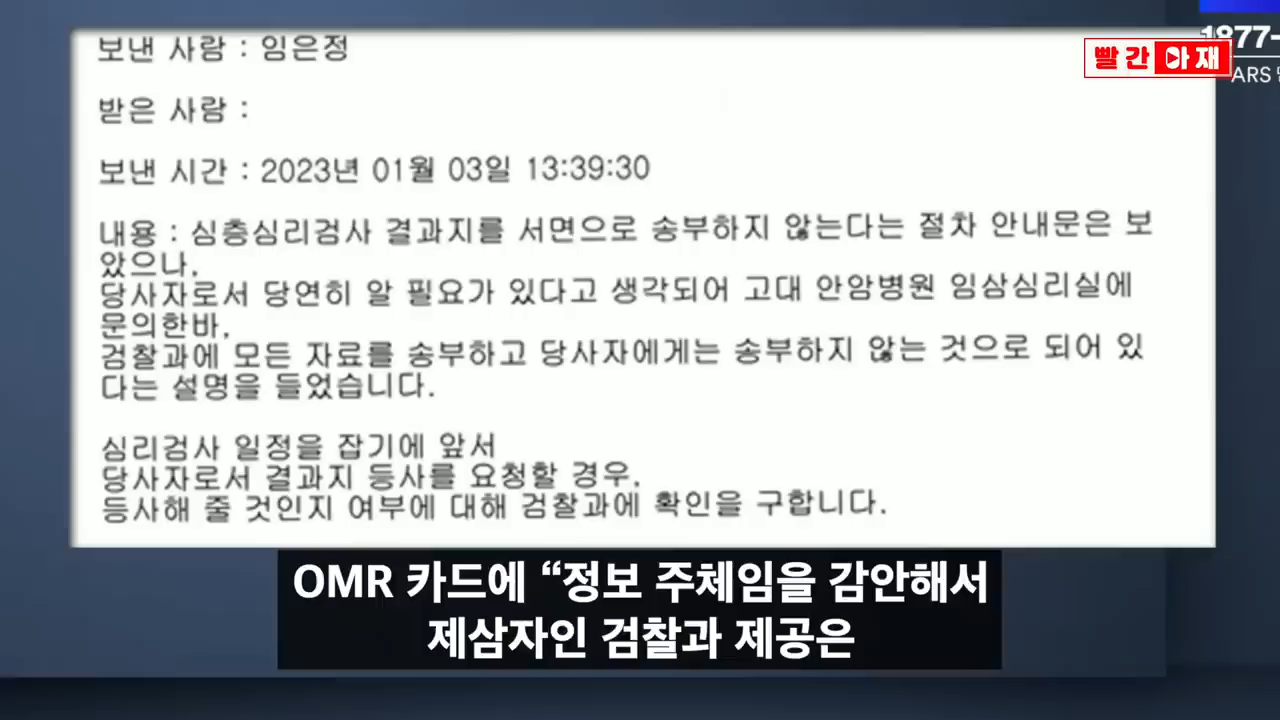 1877-
빨간아재
ARS
보낸 사람 : 임은정
받은 사람 :
보낸 시간 : 2023년 01월 03일 13:39:30
내용 : 심층심리검사 결과지를 서면으로 송부하지 않는다는 절차 안내문은 보
았으나,
당사자로서 당연히 알 필요가 있다고 생각되어 고대 안암병원 임삼심리실에
문의한바,
검찰과에 모든 자료를 송부하고 당사자에게는 송부하지 않는 것으로 되어 있
다는 설명을 들었습니다.
심리검사 일정을 잡기에 앞서
당사자로서 결과지 등사를 요청할 경우,
등사해 줄 것인지 여부에 대해 검찰과에 확인을 구합니다.
OMR 카드에 “정보 주체임을 감안해서
제삼자인 검찰과 제공은